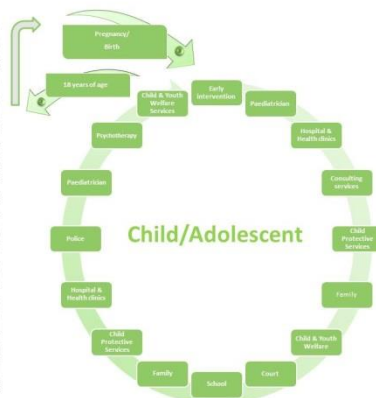 Pregnancy/
Birth
18 years of age
Child & Youth
Welfare
Services
Early
intervention
Paediatrician
Hospital &
Health clinics
Consulting
services
Child
Protective
Services
Family
Child & Youth
Welfare
Court
School
Family
Child
Protective
Services
Hospital &
Health clinics
Police
Paediatrician
Psychotherapy
Child/Adolescent